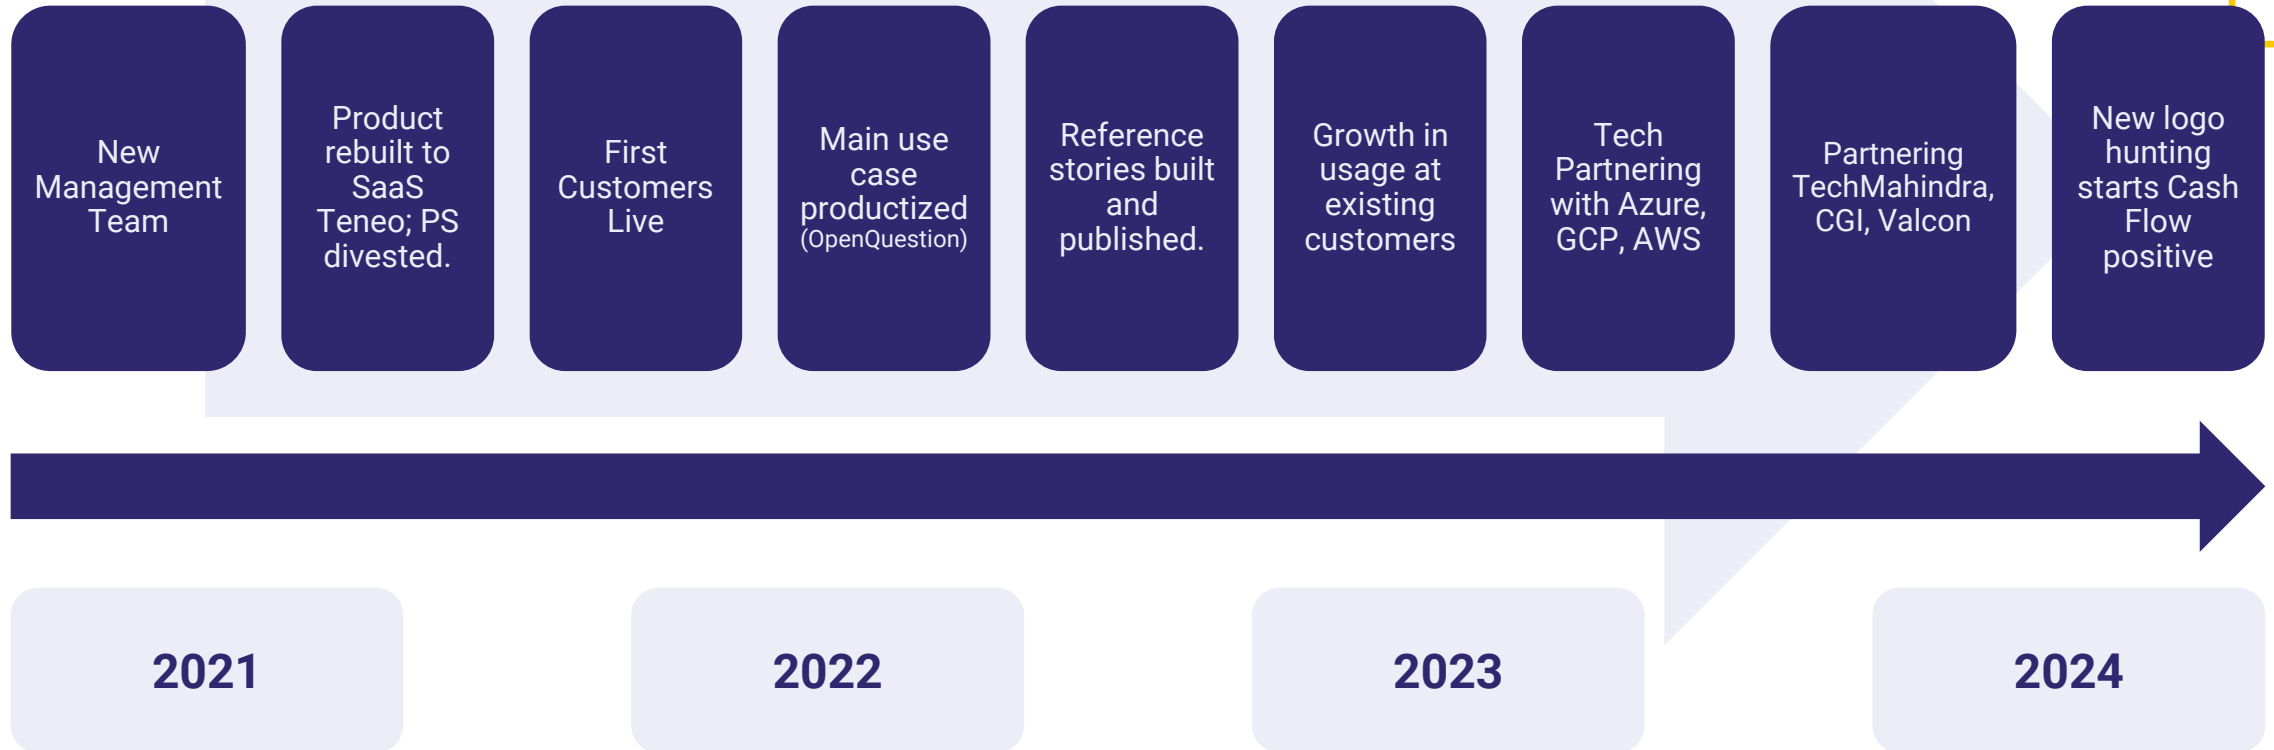 New
Management
Team
Product
rebuilt to
SaaS
Teneo; PS
divested.
First
Customers
Live
Main use
case
productized
(OpenQuestion)
Reference
stories built
and
published.
Growth in
usage at
existing
customers
Tech
Partnering
with Azure,
GCP, AWS
Partnering
TechMahindra,
CGI, Valcon
New logo
hunting
starts Cash
Flow
positive
2021
2022
2023
2024